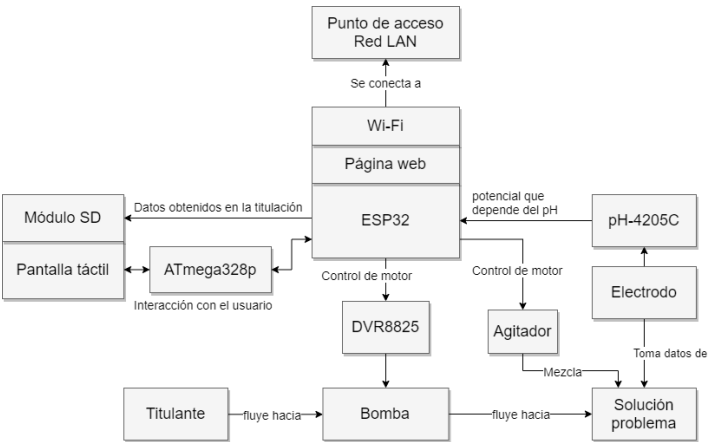 Punto de acceso
Red LAN
Se conecta a
Wi-Fi
Página web
ESP32
Datos obtenidos en la titulación
Módulo SD
Pantalla táctil
ATmega328p
Interacción con el usuario
potencial que
depende del pH
pH-4205C
Electrodo
Toma datos de
Control de motor
Control de motor
DVR8825
Agitador
Mezcla
Titulante
fluye hacia
Bomba
fluye hacia
Solución
problema